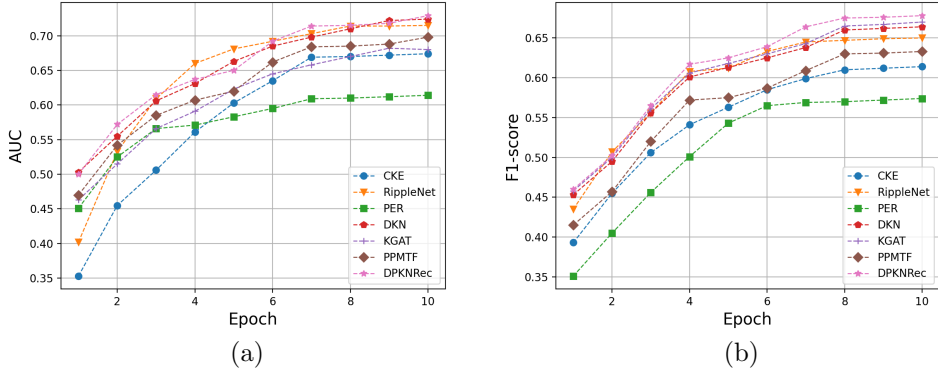 0.70
0.65
0.60
0.55
0.50
0.45
0.40
0.35
AUC
2
4
6
8
10
Epoch
CKE
RippleNet
PER
DKN
KGAT
PPMTF
DPKNRec
(a)
0.65
0.60
0.55
0.50
0.45
0.40
0.35
F1-score
2
4
6
8
10
Epoch
CKE
RippleNet
PER
DKN
KGAT
PPMTF
DPKNRec
(b)